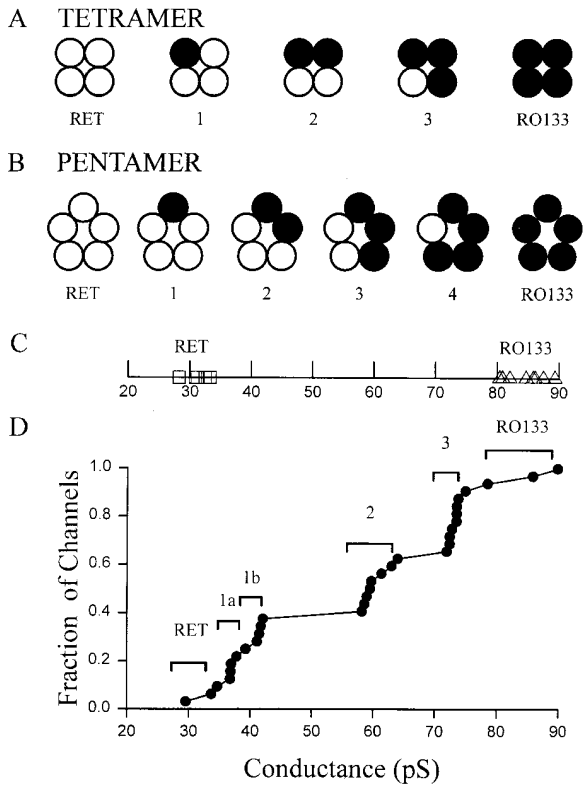 A TETRAMER
RET 1 2 3 RO133
B PENTAMER
RET 1 2 3 4 RO133
C
RET RO133
20 30 40 50 60 70 80 90
D
RO133
3
2
1b
1a
RET
1.0
0.8
0.6
0.4
0.2
0.0
Fraction of Channels
20 30 40 50 60 70 80 90
Conductance (pS)